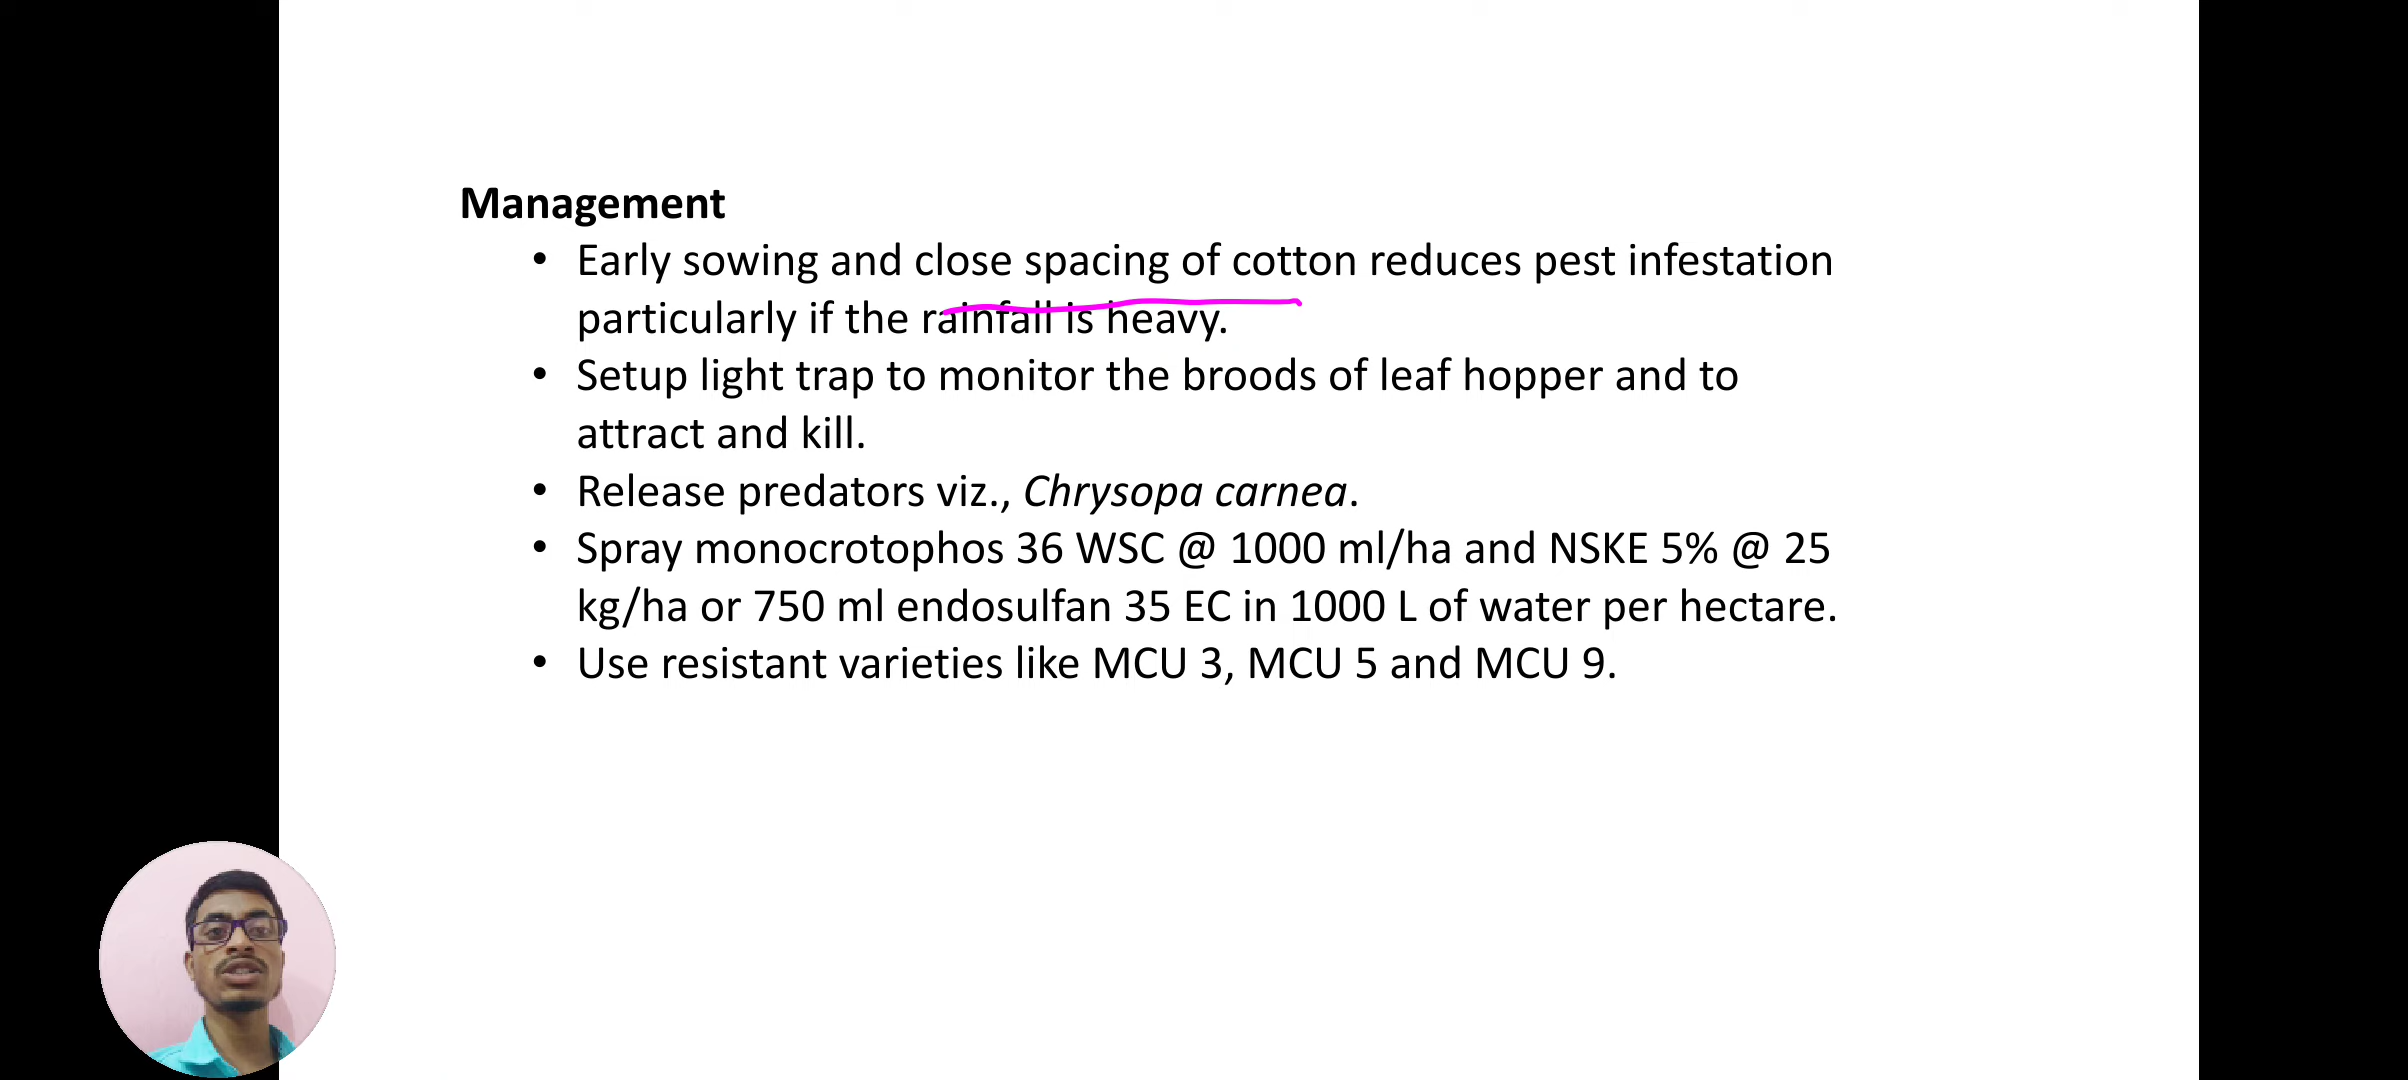 Management
• Early sowing and close spacing of cotton reduces pest infestation
particularly if the rainfall is heavy.
• Setup light trap to monitor the broods of leaf hopper and to
attract and kill.
• Release predators viz., Chrysopa carnea.
• Spray monocrotophos 36 WSC @ 1000 ml/ha and NSKE 5% @ 25
kg/ha or 750 ml endosulfan 35 EC in 1000 L of water per hectare.
• Use resistant varieties like MCU 3, MCU 5 and MCU 9.